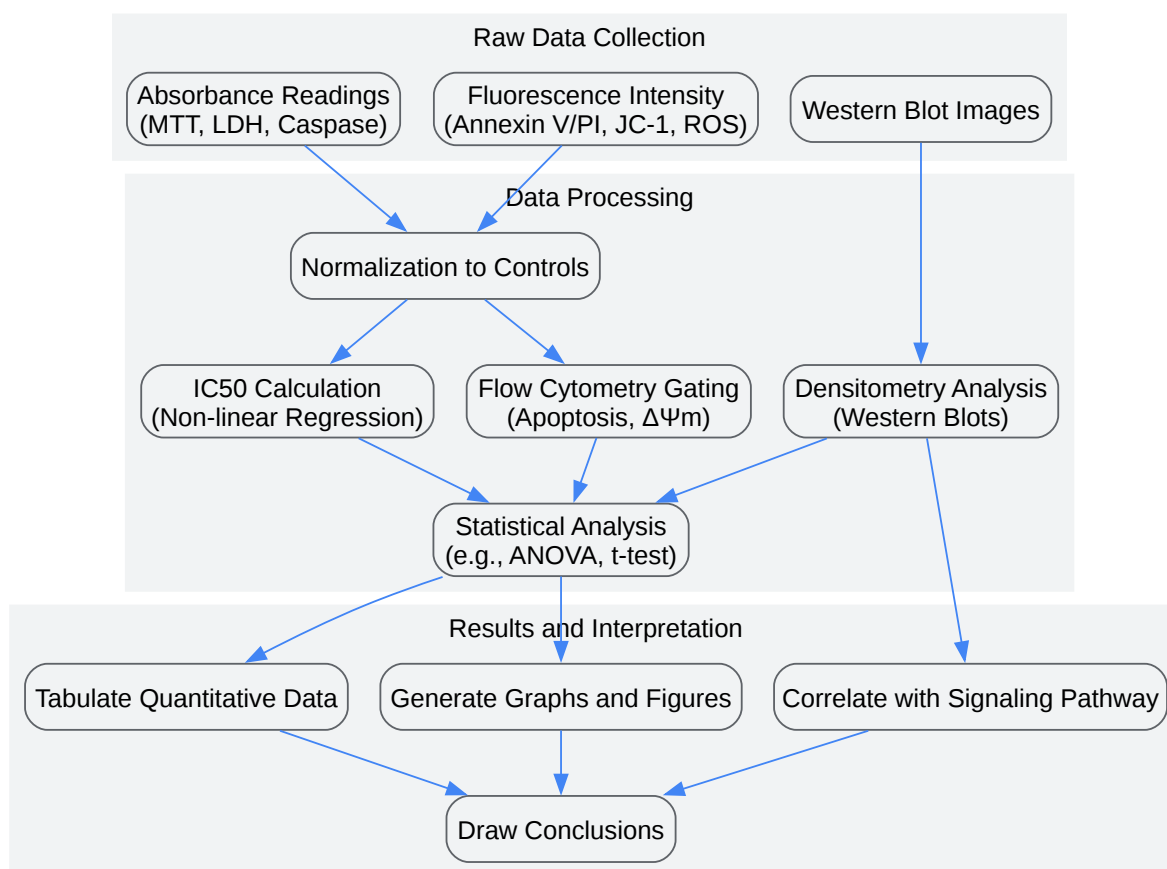 Raw Data Collection
Absorbance Readings
(MTT, LDH, Caspase)
Fluorescence Intensity
(Annexin V/PI, JC-1, ROS)
Western Blot Images
Data Processing
Normalization to Controls
IC50 Calculation
(Non-linear Regression)
Flow Cytometry Gating
(Apoptosis, ΔΨm)
Densitometry Analysis
(Western Blots)
Statistical Analysis
(e.g., ANOVA, t-test)
Results and Interpretation
Tabulate Quantitative Data
Generate Graphs and Figures
Correlate with Signaling Pathway
Draw Conclusions